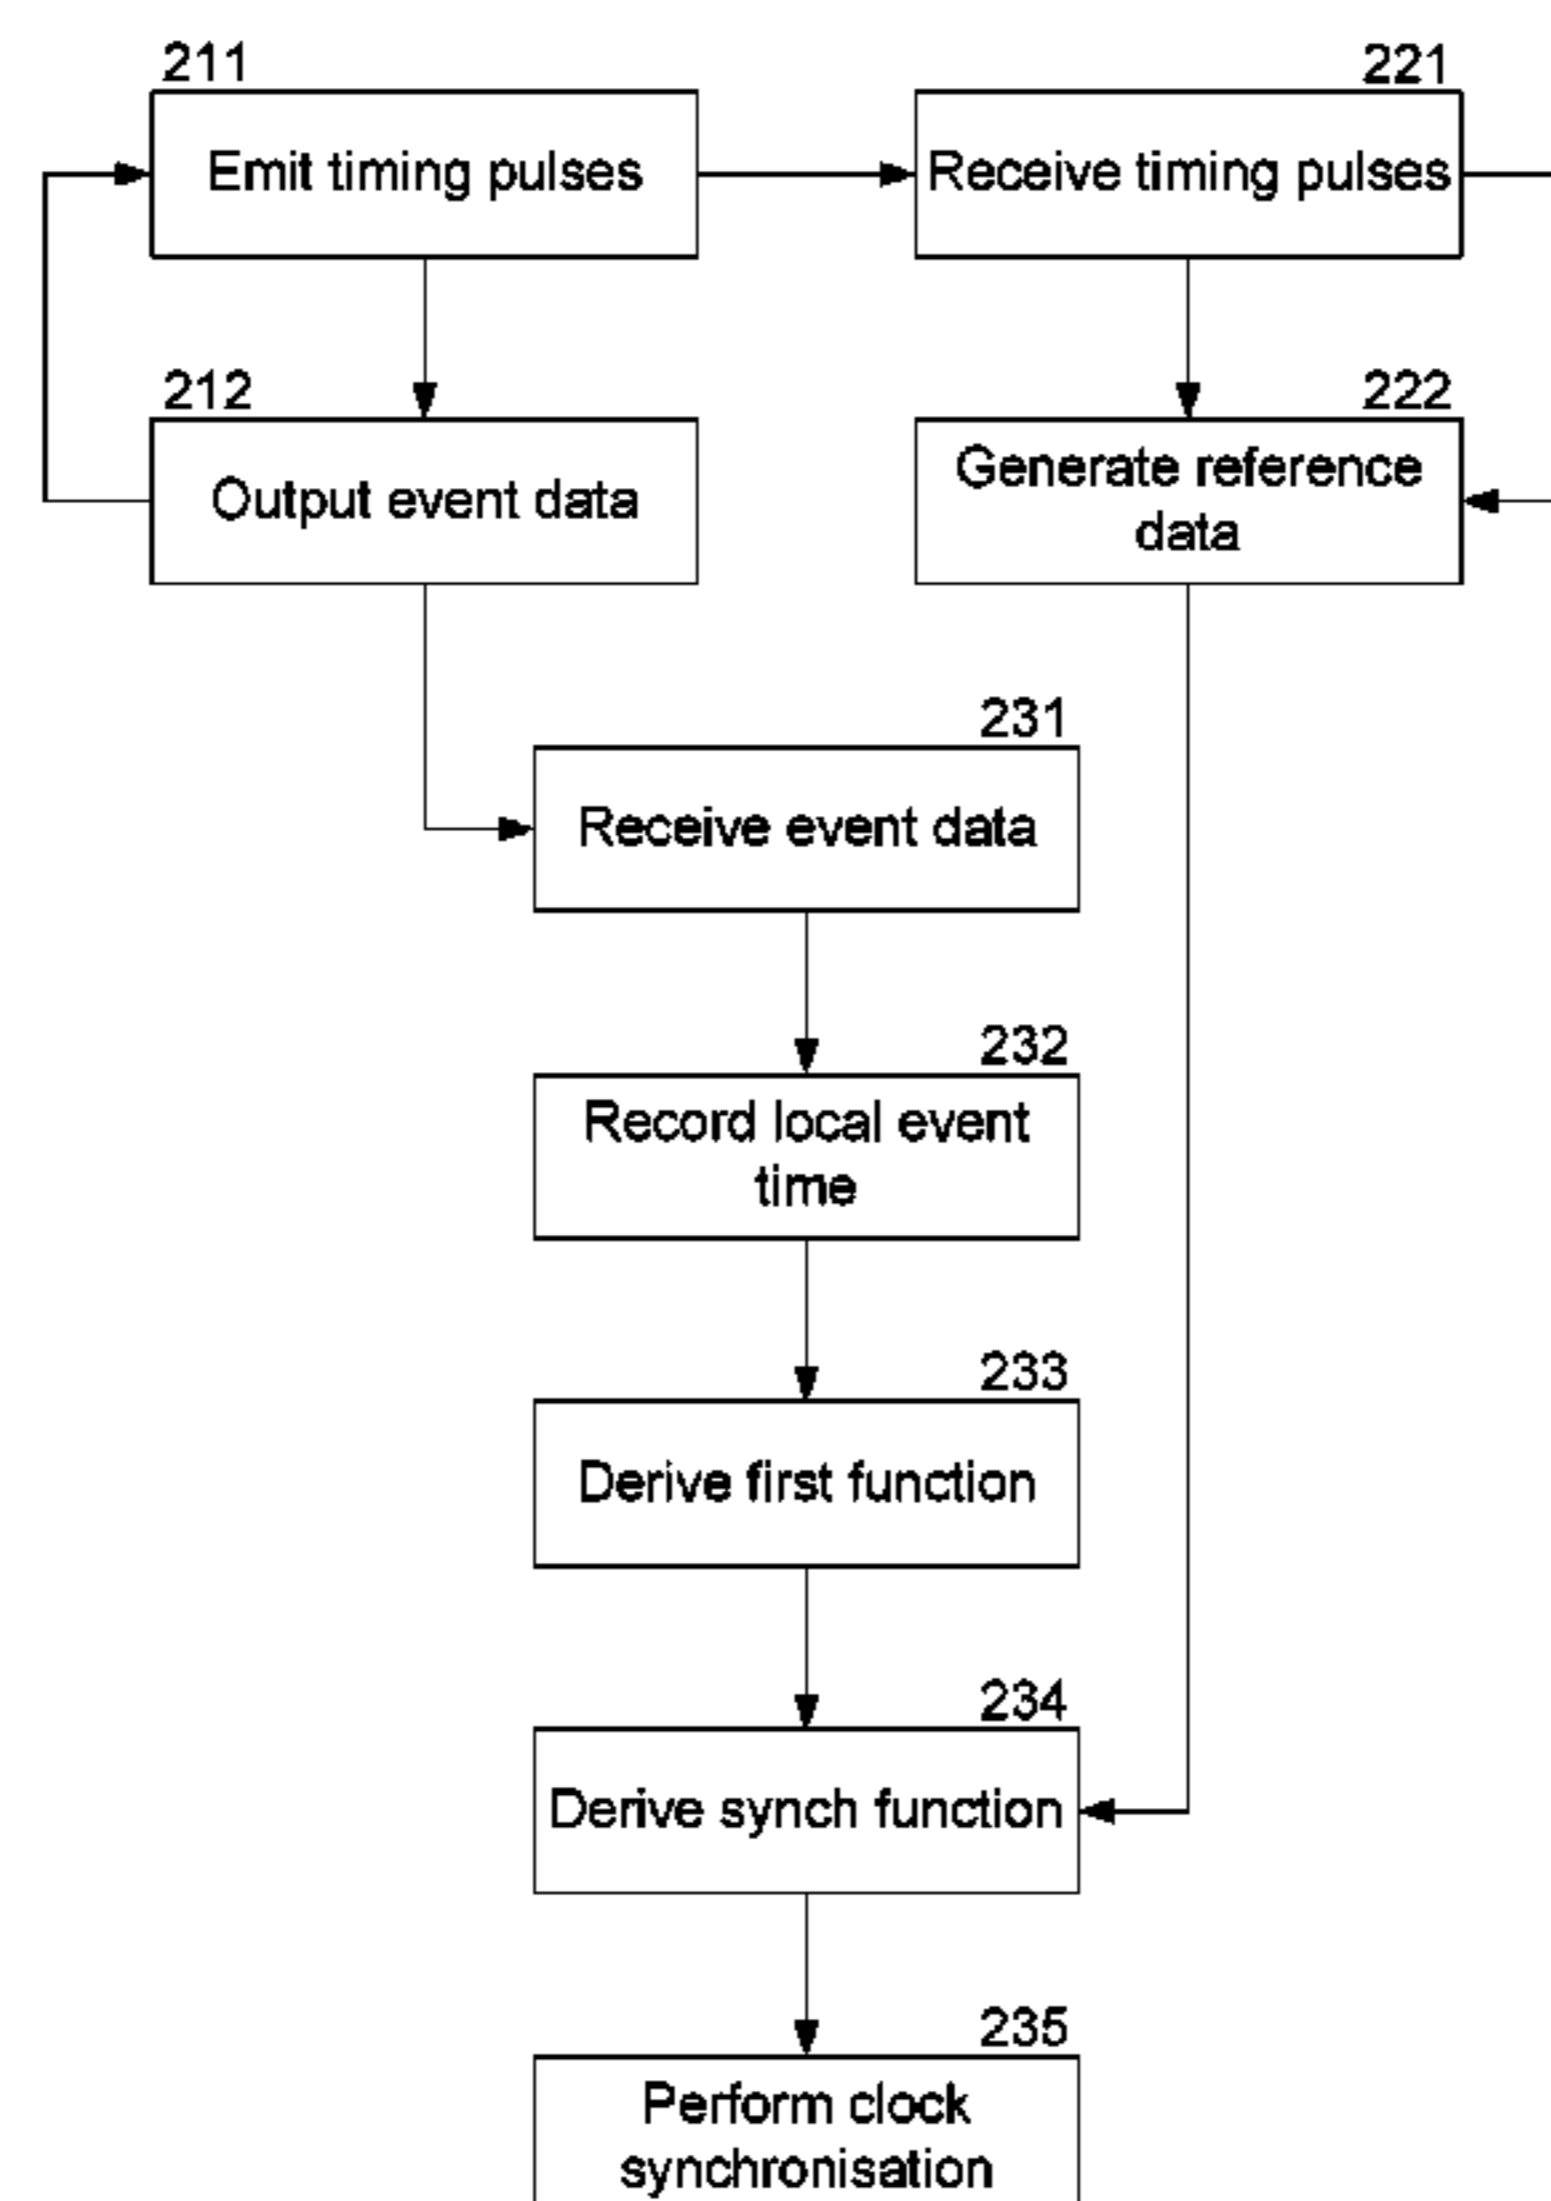 211
Emit timing pulses
221
Receive timing pulses
212
Output event data
222
Generate reference
data
231
Receive event data
232
Record local event
time
233
Derive first function
234
Derive synch function
235
Perform clock
synchronisation